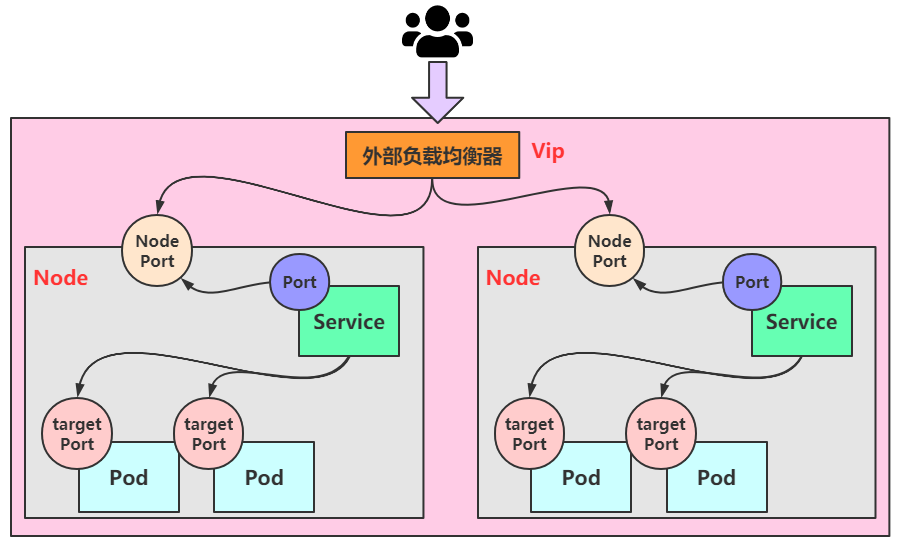 外部负载均衡器
Vip
Node
Port
Node
Port
Service
target
Port
target
Port
Pod
Pod
Node
Port
Node
Port
Service
target
Port
target
Port
Pod
Pod